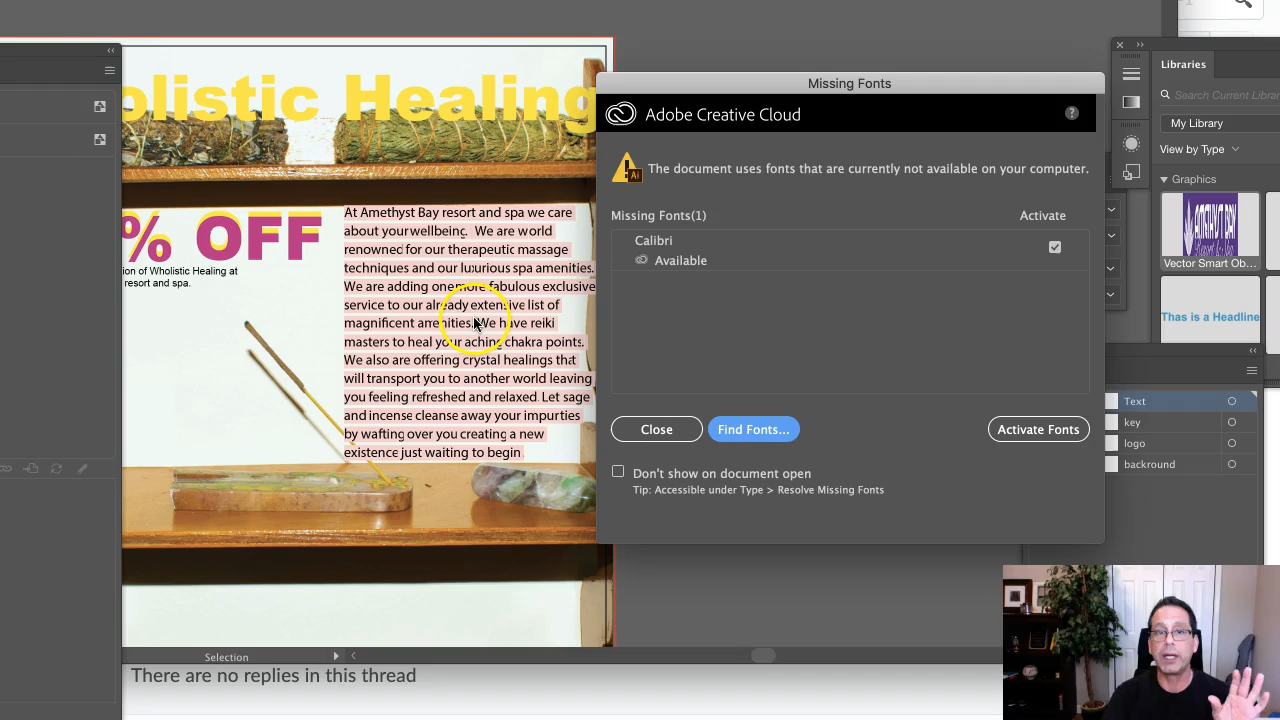 olistic Healing
% OFF
ion of Wholistic Healing at
resort and spa.
At Amethyst Bay resort and spa we care
about your wellbeing.  We are world
renowned for our therapeutic massage
techniques and our luxurious spa amenities.
We are adding one more fabulous exclusive
service to our already extensive list of
magnificent amenities. We have reiki
masters to heal your aching chakra points.
We also are offering crystal healings that
will transport you to another world leaving
you feeling refreshed and relaxed. Let sage
and incense cleanse away your impurties
by wafting over you creating a new
existence just waiting to begin.
Selection
There are no replies in this thread
Missing Fonts
Adobe Creative Cloud
?
Ai
The document uses fonts that are currently not available on your computer.
Missing Fonts(1)
Activate
Calibri
Available
Close
Find Fonts...
Activate Fonts
Don't show on document open
Tip: Accessible under Type > Resolve Missing Fonts
Libraries
Search Current Librar
My Library
View by Type
Graphics
AMETHYST BAY
Vector Smart Ob...
Thas is a Headline
Text
key
logo
backround